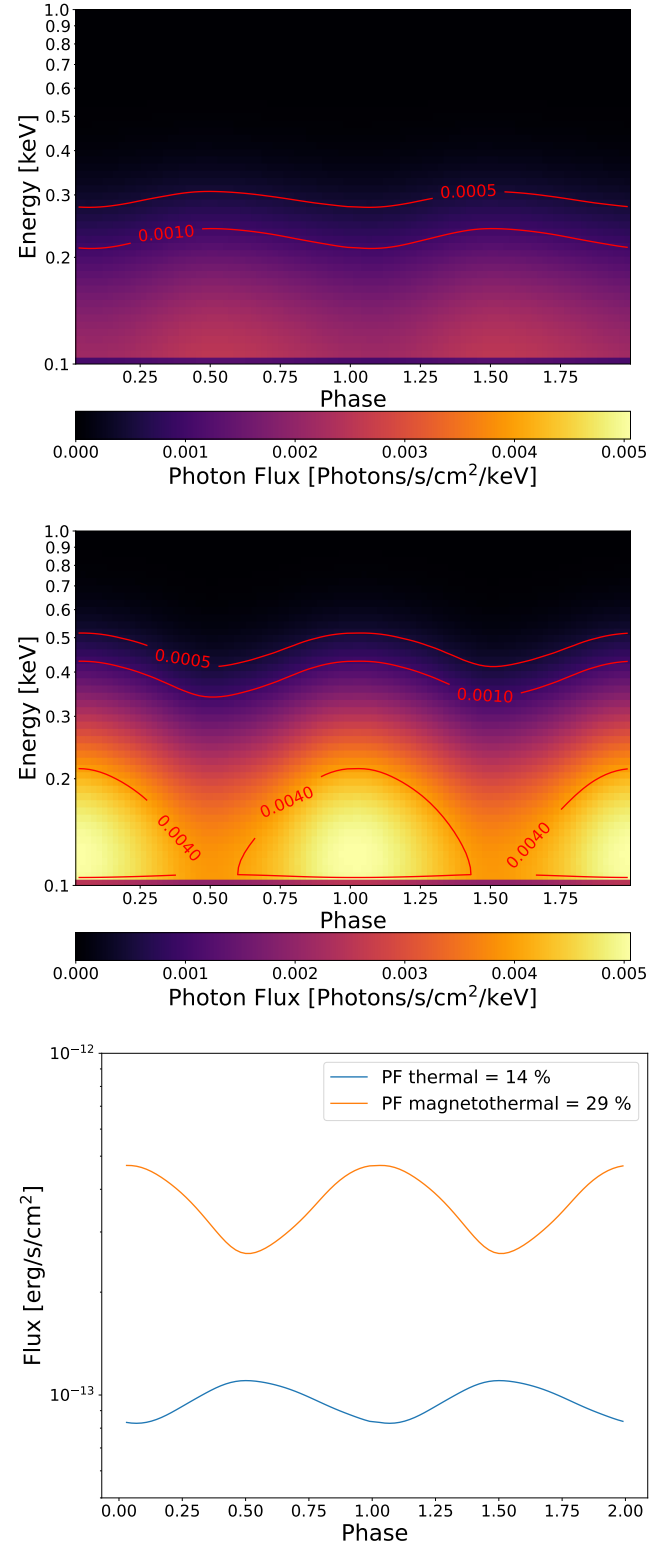 1.0
0.9
0.8
0.7
0.6
0.5
0.4
0.3
0.2
0.1
Energy [keV]
0.0005
0.0010
0.25 0.50 0.75 1.00 1.25 1.50 1.75
Phase
0.000 0.001 0.002 0.003 0.004 0.005
Photon Flux [Photons/s/cm²/keV]
1.0
0.9
0.8
0.7
0.6
0.5
0.4
0.3
0.2
0.1
Energy [keV]
0.0005
0.0010
0.0040
0.0040
0.0040
0.25 0.50 0.75 1.00 1.25 1.50 1.75
Phase
0.000 0.001 0.002 0.003 0.004 0.005
Photon Flux [Photons/s/cm²/keV]
10⁻¹²
10⁻¹³
Flux [erg/s/cm²]
PF thermal = 14 %
PF magnetothermal = 29 %
0.00 0.25 0.50 0.75 1.00 1.25 1.50 1.75 2.00
Phase